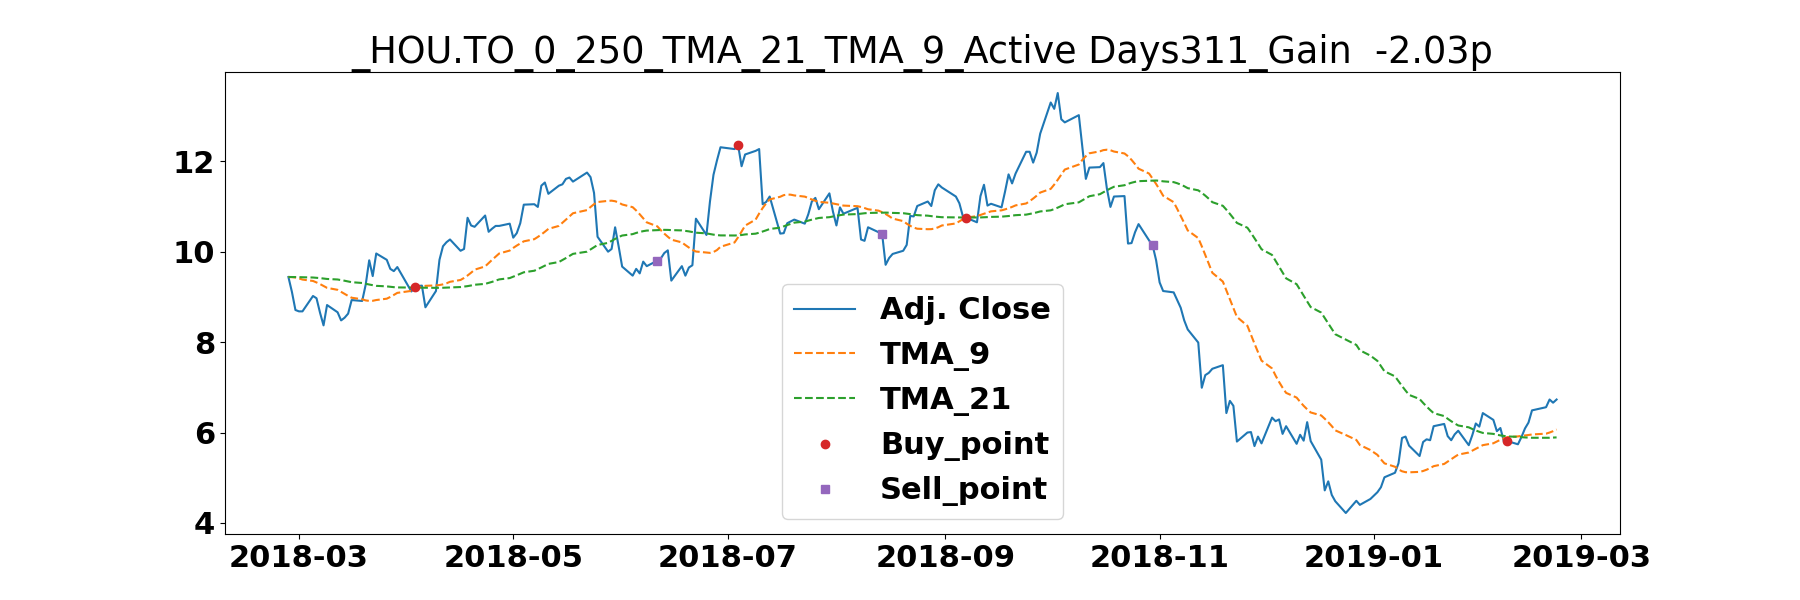 _HOU.TO_0_250_TMA_21_TMA_9_Active Days311_Gain  -2.03p
12
10
8
6
4
Adj. Close
TMA_9
TMA_21
Buy_point
Sell_point
2018-03 2018-05 2018-07 2018-09 2018-11 2019-01 2019-03